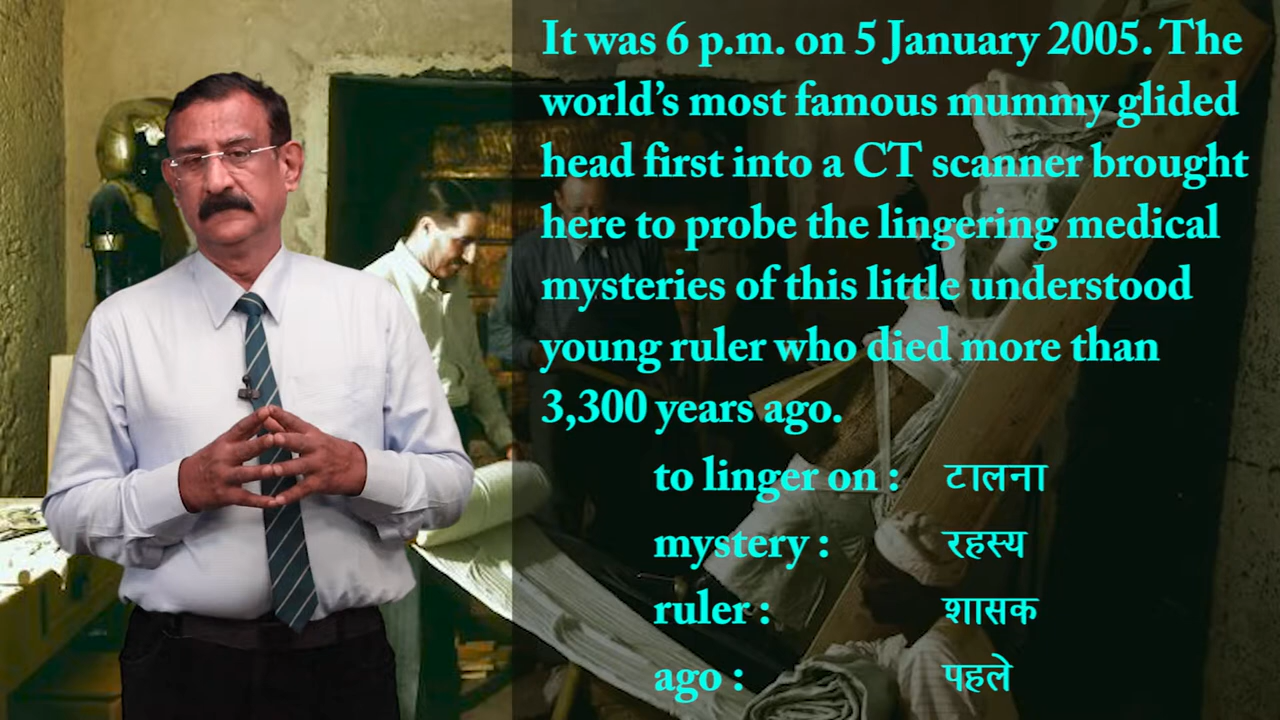 It was 6 p.m. on 5 January 2005. The
world’s most famous mummy glided
head first into a CT scanner brought
here to probe the lingering medical
mysteries of this little understood
young ruler who died more than
3,300 years ago.
to linger on : टालना
mystery : रहस्य
ruler : शासक
ago : पहले